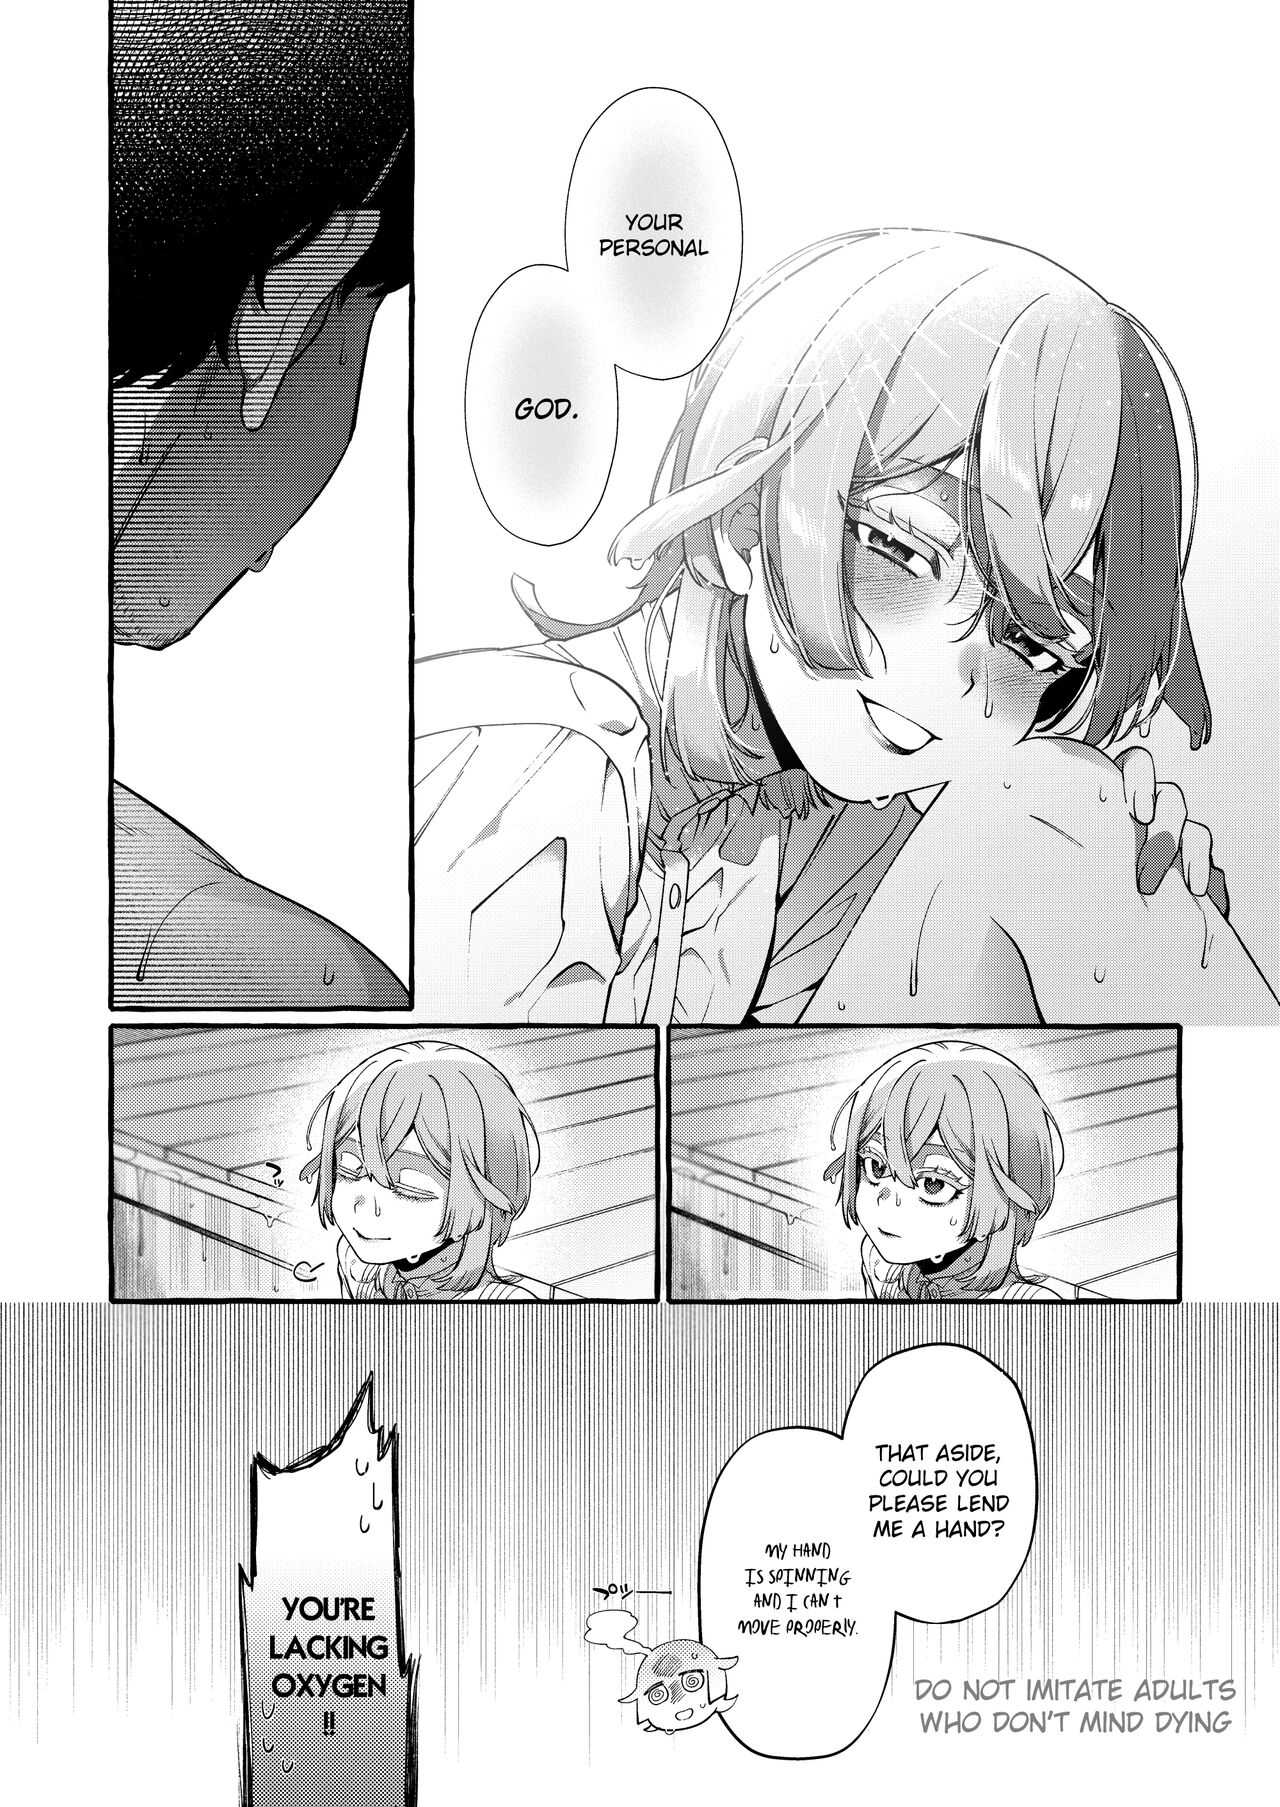 YOUR
PERSONAL
GOD.
THAT ASIDE,
COULD YOU
PLEASE LEND
ME A HAND?
MY HAND
IS SPINNING
AND I CAN'T
MOVE PROPERLY.
YOU'RE
LACKING
OXYGEN
!!
DO NOT IMITATE ADULTS
WHO DON'T MIND DYING